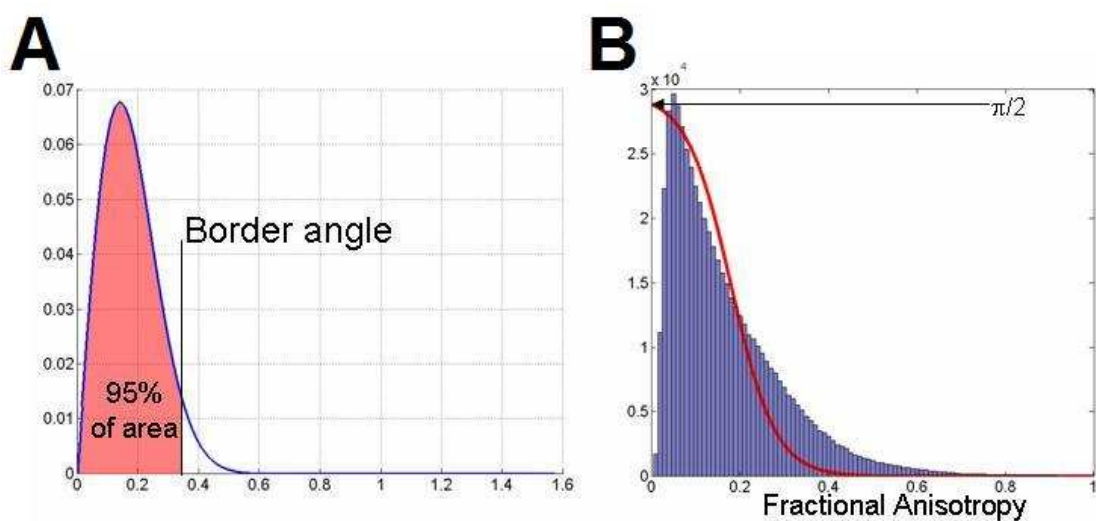 A
0.07
0.06
0.05
0.04
0.03
0.02
0.01
0
Border angle
95%
of area
0 0.2 0.4 0.6 0.8 1 1.2 1.4 1.6
B
x 10⁴
3
2.5
2
1.5
1
0.5
0
π/2
0 0.2 0.4 0.6 0.8 1
Fractional Anisotropy